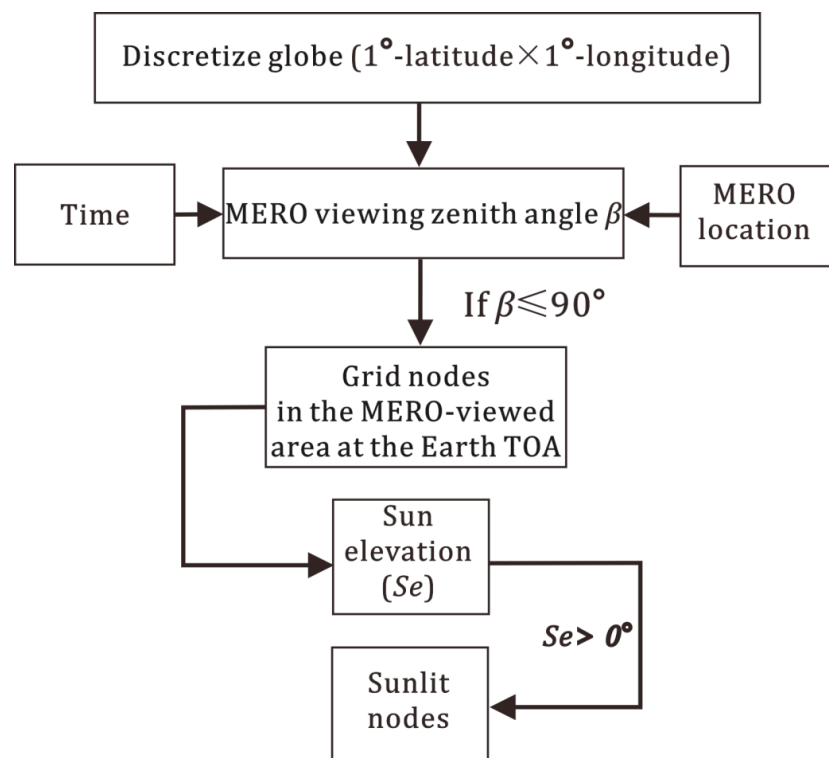 Discretize globe (1°-latitude×1°-longitude)
Time
MERO viewing zenith angle β
MERO
location
If β≤90°
Grid nodes
in the MERO-viewed
area at the Earth TOA
Sun
elevation
(Se)
Se> 0°
Sunlit
nodes